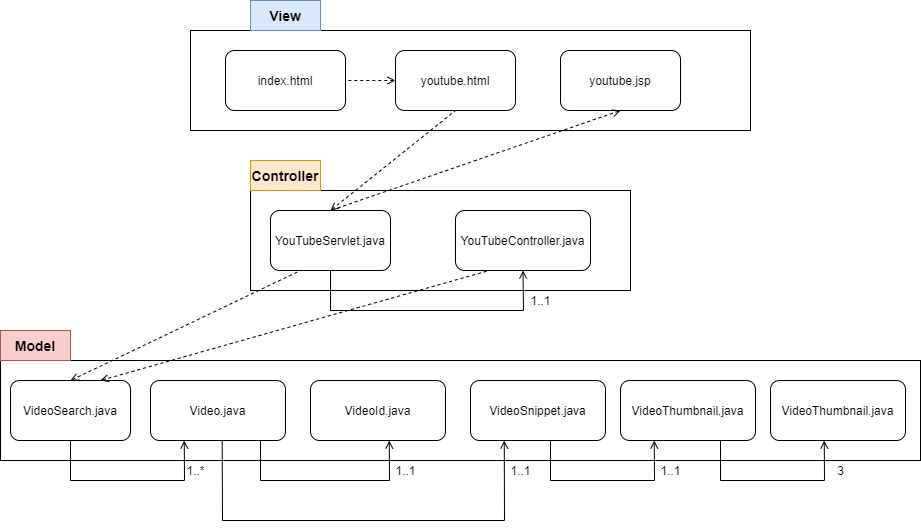 View
index.html
youtube.html
youtube.jsp
Controller
YouTubeServlet.java
YouTubeController.java
1..1
Model
VideoSearch.java
Video.java
VideoId.java
VideoSnippet.java
VideoThumbnail.java
VideoThumbnail.java
1..*
1..1
1..1
1..1
3